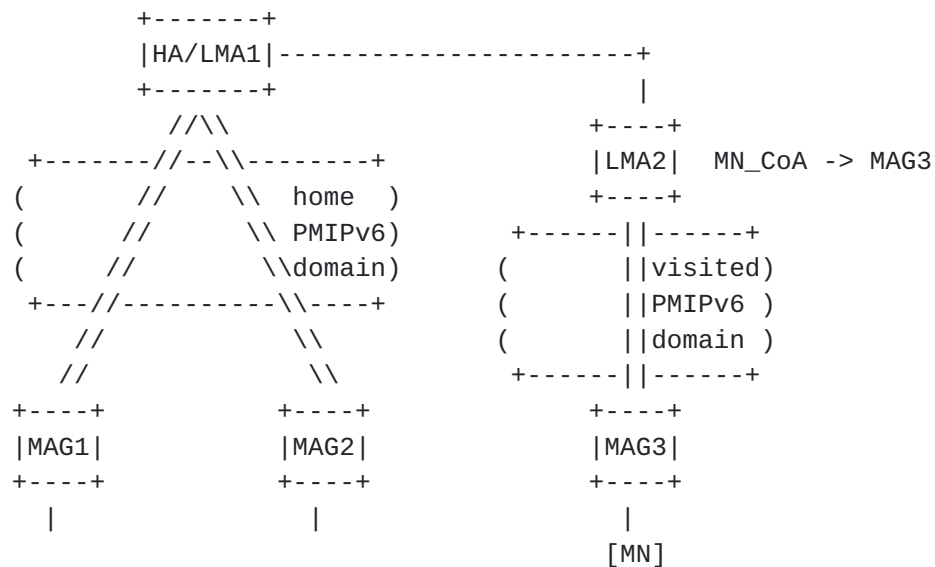 HA/LMA1
LMA2 MN_CoA -> MAG3
home
PMIPv6
domain
visited
PMIPv6
domain
MAG1 MAG2 MAG3
[MN]